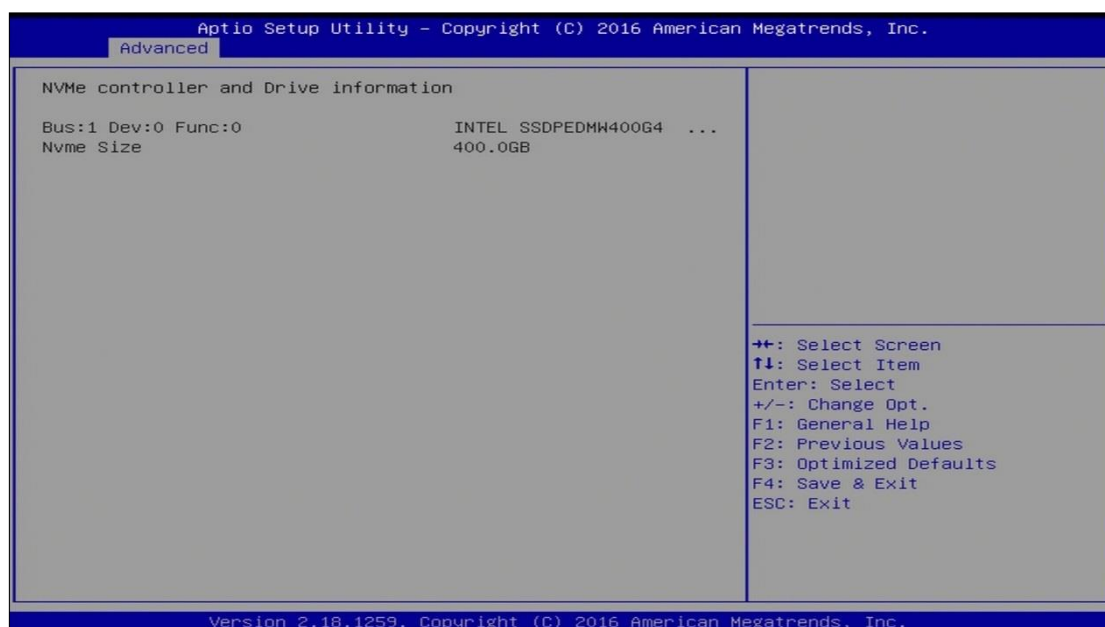 Aptio Setup Utility – Copyright (C) 2016 American Megatrends, Inc.
Advanced
NVMe controller and Drive information
Bus:1 Dev:0 Func:0 INTEL SSDPEDMW400G4 ...
Nvme Size 400.0GB
→←: Select Screen
↑↓: Select Item
Enter: Select
+/-: Change Opt.
F1: General Help
F2: Previous Values
F3: Optimized Defaults
F4: Save & Exit
ESC: Exit
Version 2.18.1259. Copyright (C) 2016 American Megatrends, Inc.